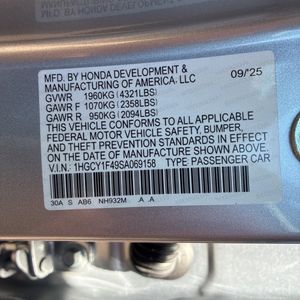 MFD. BY HONDA DEVELOPMENT &
MANUFACTURING OF AMERICA, LLC 09/'25
GVWR 1960KG (4321LBS)
GAWR F 1070KG (2358LBS)
GAWR R 950KG (2094LBS)
THIS VEHICLE CONFORMS TO ALL APPLICABLE
FEDERAL MOTOR VEHICLE SAFETY, BUMPER,
AND THEFT PREVENTION STANDARDS IN EFFECT
ON THE DATE OF MANUFACTURE SHOWN ABOVE.
V.I.N.: 1HGCY1F49SA069158 TYPE PASSENGER CAR
30A S AB6 NH932M A .A